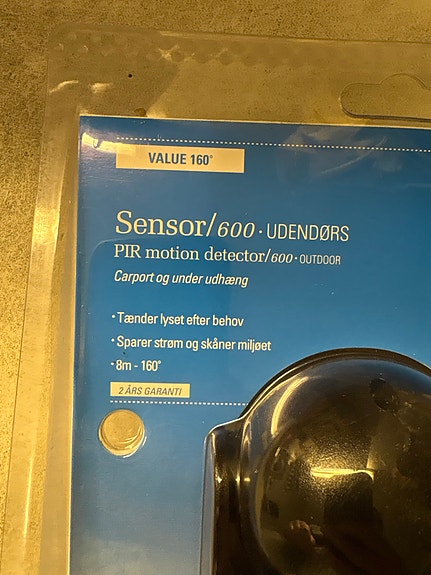 VALUE 160°
Sensor/600 · UDENDØRS
PIR motion detector/600 · OUTDOOR
Carport og under udhæng
· Tænder lyset efter behov
· Sparer strøm og skåner miljøet
· 8m - 160°
2 ÅRS GARANTI